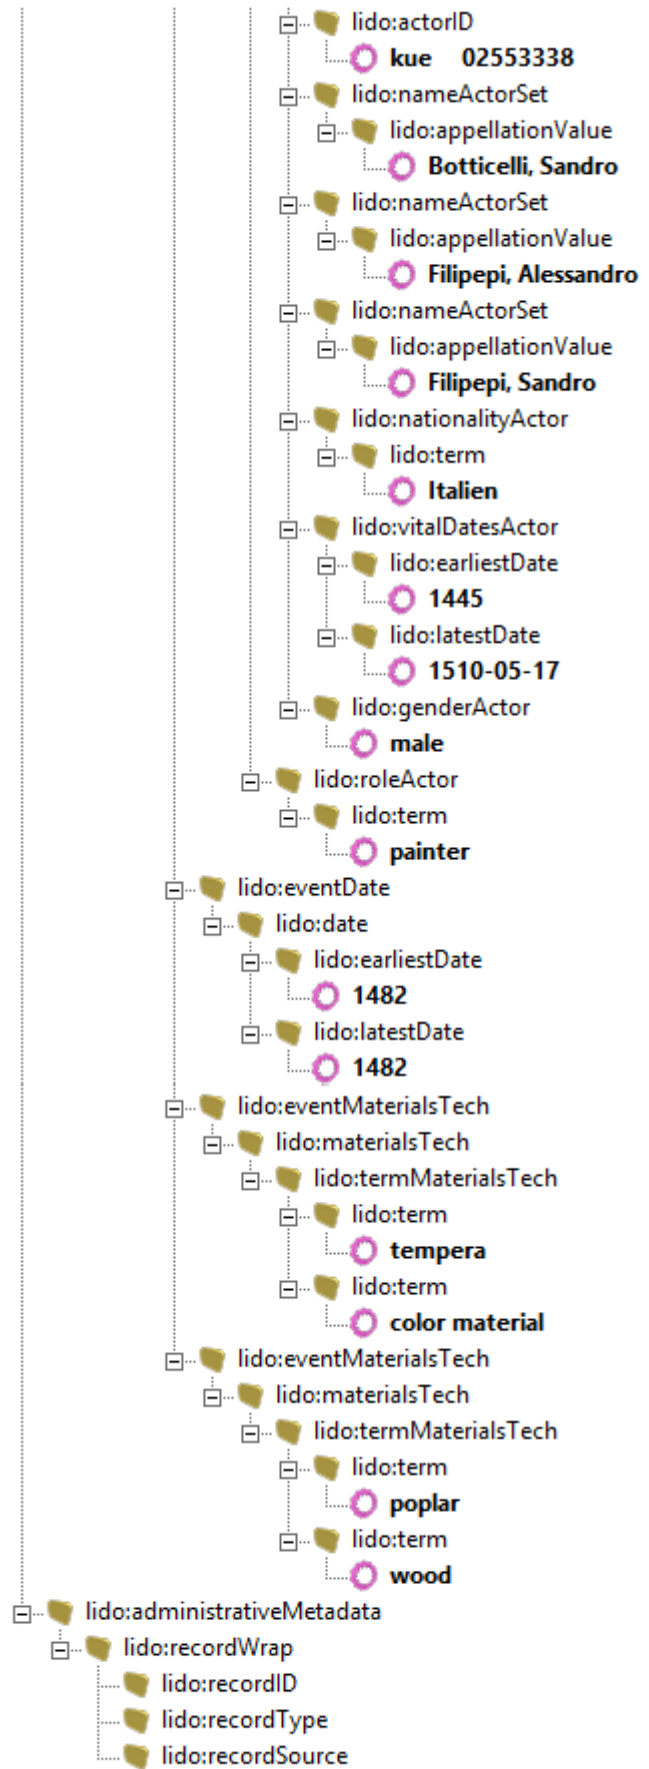 lido:actorID
kue 02553338
lido:nameActorSet
lido:appellationValue
Botticelli, Sandro
lido:nameActorSet
lido:appellationValue
Filipepi, Alessandro
lido:nameActorSet
lido:appellationValue
Filipepi, Sandro
lido:nationalityActor
lido:term
Italien
lido:vitalDatesActor
lido:earliestDate
1445
lido:latestDate
1510-05-17
lido:genderActor
male
lido:roleActor
lido:term
painter
lido:eventDate
lido:date
lido:earliestDate
1482
lido:latestDate
1482
lido:eventMaterialsTech
lido:materialsTech
lido:termMaterialsTech
lido:term
tempera
lido:term
color material
lido:eventMaterialsTech
lido:materialsTech
lido:termMaterialsTech
lido:term
poplar
lido:term
wood
lido:administrativeMetadata
lido:recordWrap
lido:recordID
lido:recordType
lido:recordSource